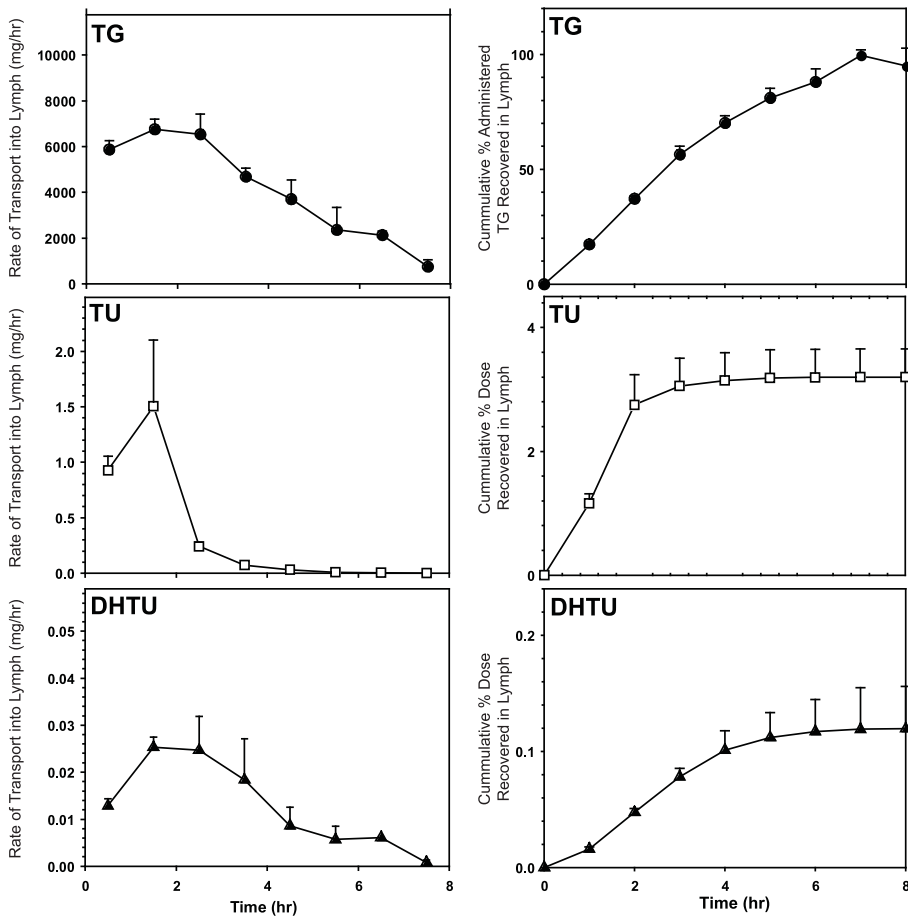 TG
Rate of Transport into Lymph (mg/hr)
10000
8000
6000
4000
2000
0
TG
Cummulative % Administered
TG Recovered in Lymph
100
50
0
TU
Rate of Transport into Lymph (mg/hr)
2.0
1.5
1.0
0.5
0.0
TU
Cummulative % Dose
Recovered in Lymph
4
2
0
DHTU
Rate of Transport into Lymph (mg/hr)
0.05
0.04
0.03
0.02
0.01
0.00
0 2 4 6 8
Time (hr)
DHTU
Cummulative % Dose
Recovered in Lymph
0.2
0.1
0.0
0 2 4 6 8
Time (hr)